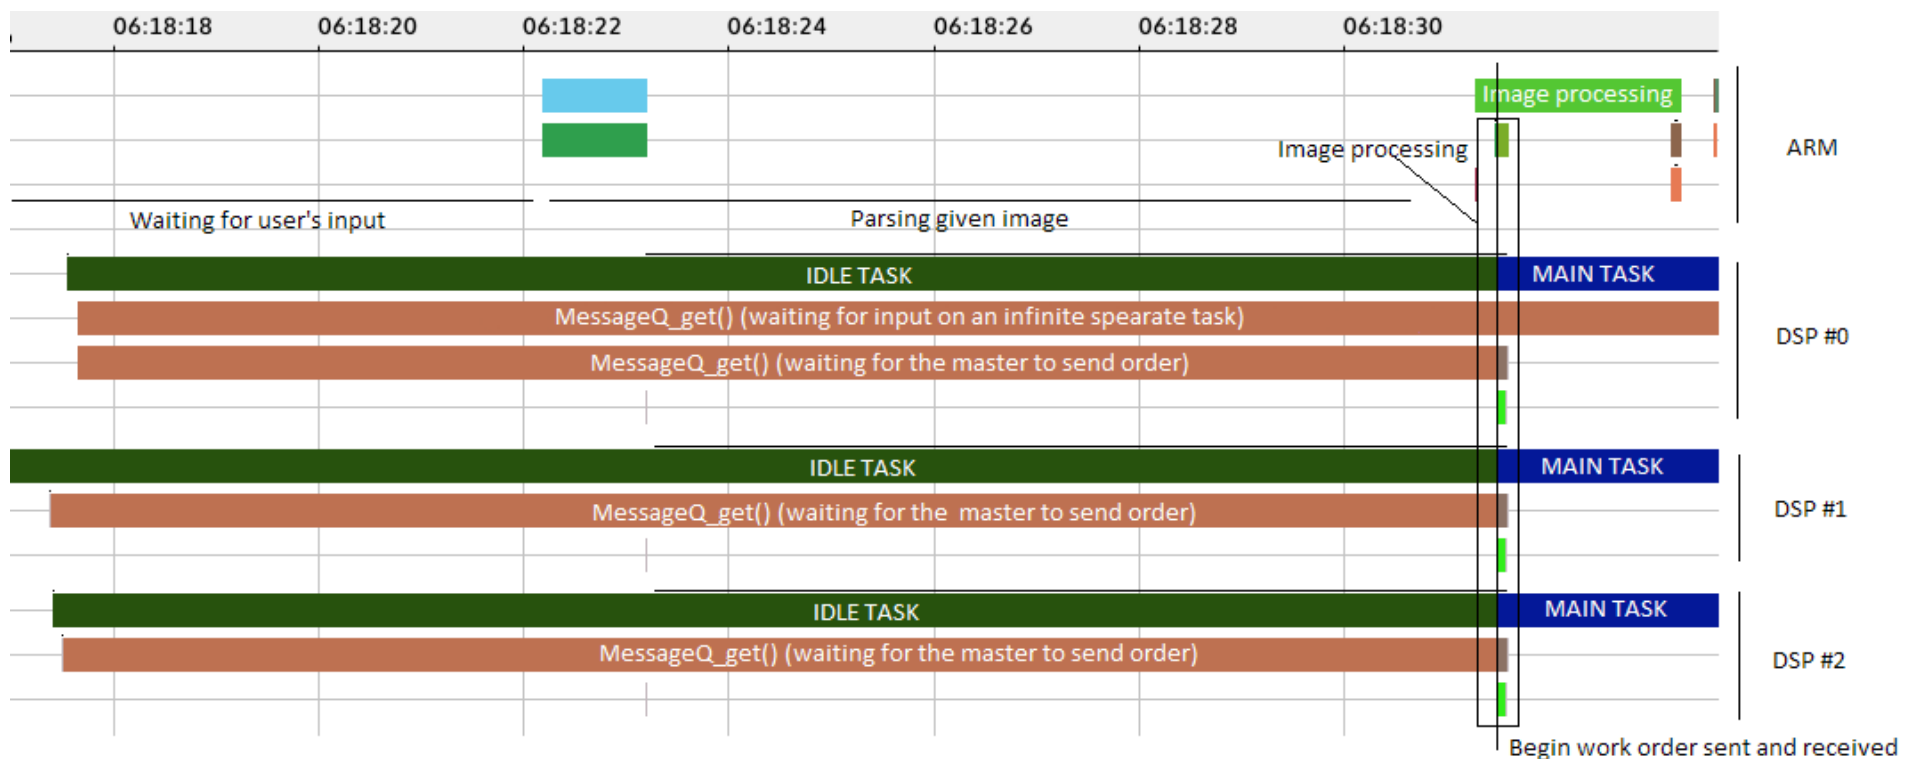 06:18:18 06:18:20 06:18:22 06:18:24 06:18:26 06:18:28 06:18:30
Image processing
Image processing
ARM
Waiting for user's input
Parsing given image
IDLE TASK
MAIN TASK
MessageQ_get() (waiting for input on an infinite spearate task)
DSP #0
MessageQ_get() (waiting for the master to send order)
IDLE TASK
MAIN TASK
MessageQ_get() (waiting for the master to send order)
DSP #1
IDLE TASK
MAIN TASK
MessageQ_get() (waiting for the master to send order)
DSP #2
Begin work order sent and received